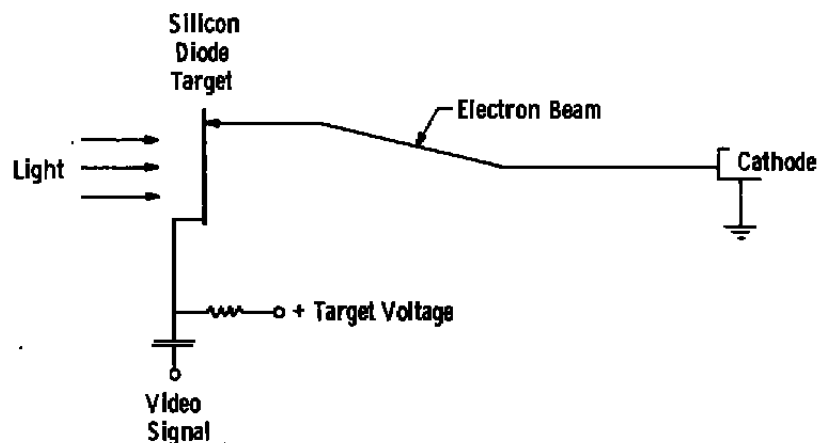 Silicon
Diode
Target
Electron Beam
Light
Cathode
+ Target Voltage
Video
Signal